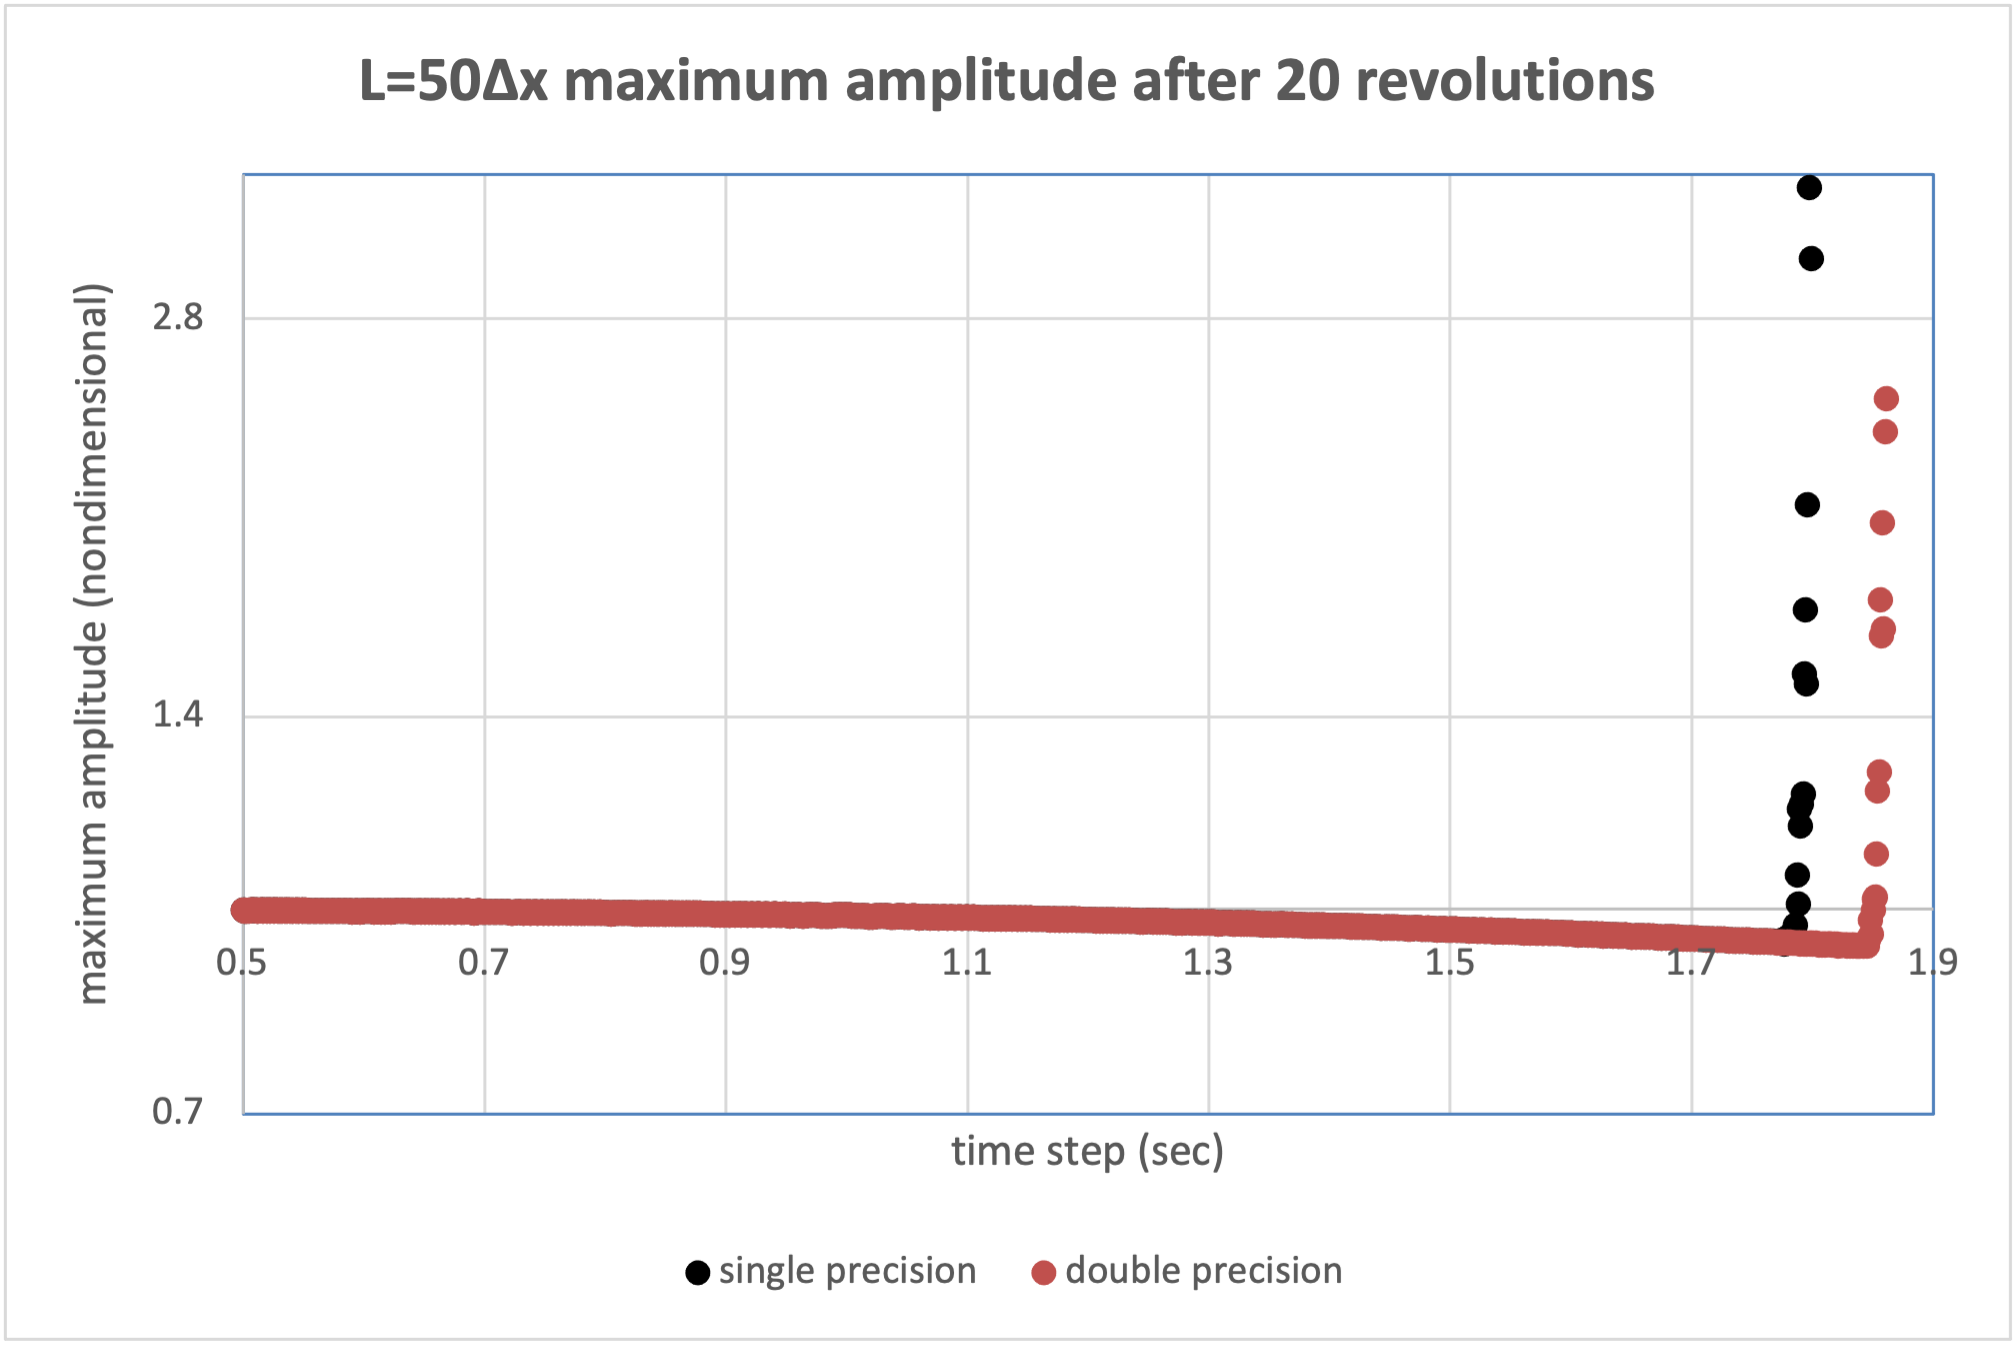 L=50Δx maximum amplitude after 20 revolutions
maximum amplitude (nondimensional)
2.8
1.4
0.7
0.5 0.7 0.9 1.1 1.3 1.5 1.7 1.9
time step (sec)
single precision double precision